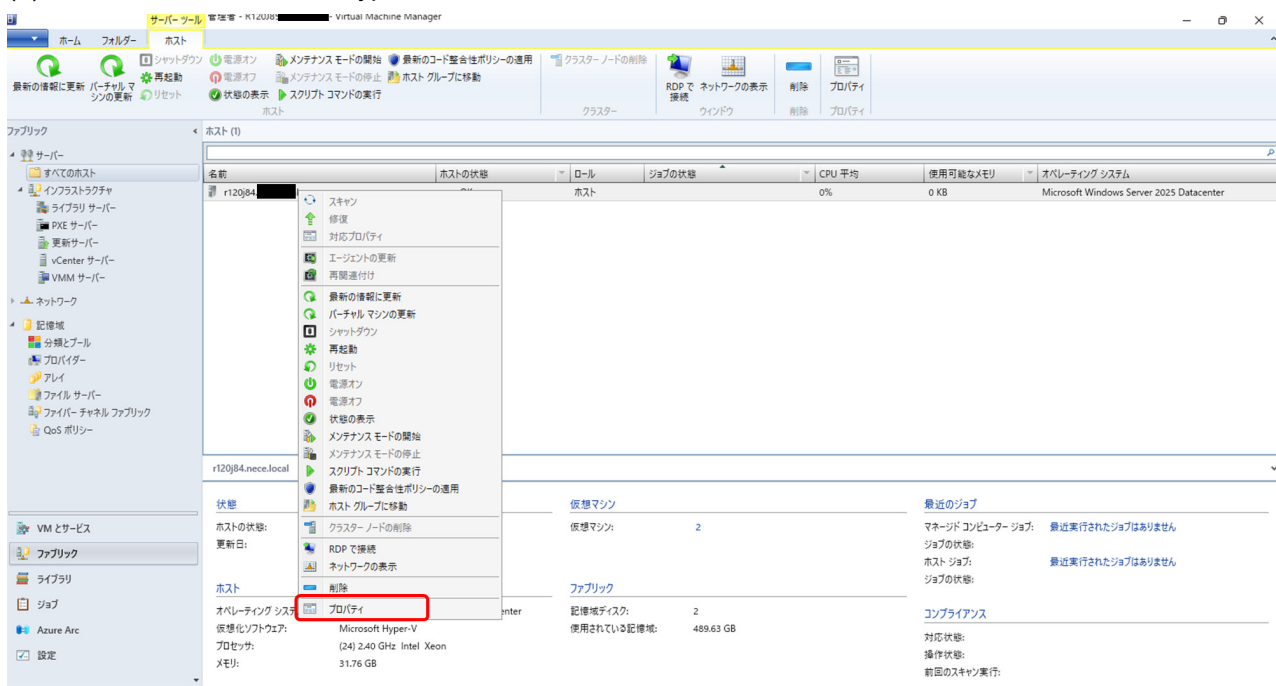 サーバー ツール 管理者 - R120J8 - Virtual Machine Manager
ホーム フォルダー ホスト
最新の情報に更新 バーチャル マシンの更新 シャットダウン 再起動 リセット
電源オン メンテナンス モードの開始 最新のコード整合性ポリシーの適用
電源オフ メンテナンス モードの停止 ホスト グループに移動
状態の表示 スクリプト コマンドの実行
クラスター ノードの削除
RDP で接続 ネットワークの表示 削除 プロパティ
ホスト クラスター ウィンドウ 削除 プロパティ
ファブリック
サーバー
すべてのホスト
インフラストラクチャ
ライブラリ サーバー
PXE サーバー
更新サーバー
vCenter サーバー
VMM サーバー
ネットワーク
記憶域
分類とプール
プロバイダー
アレイ
ファイル サーバー
ファイバー チャネル ファブリック
QoS ポリシー
VM とサービス
ファブリック
ライブラリ
ジョブ
Azure Arc
設定
ホスト (1)
名前 ホストの状態 ロール ジョブの状態 CPU 平均 使用可能なメモリ オペレーティング システム
r120j84. ホスト 0% 0 KB Microsoft Windows Server 2025 Datacenter
スキャン
修復
対応プロパティ
エージェントの更新
再関連付け
最新の情報に更新
バーチャル マシンの更新
シャットダウン
再起動
リセット
電源オン
電源オフ
状態の表示
メンテナンス モードの開始
メンテナンス モードの停止
スクリプト コマンドの実行
最新のコード整合性ポリシーの適用
ホスト グループに移動
クラスター ノードの削除
RDP で接続
ネットワークの表示
削除
プロパティ
r120j84.nece.local
状態
ホストの状態:
更新日:
ホスト
オペレーティング シス enter
仮想化ソフトウェア: Microsoft Hyper-V
プロセッサ: (24) 2.40 GHz Intel Xeon
メモリ: 31.76 GB
仮想マシン
仮想マシン: 2
ファブリック
記憶域ディスク: 2
使用されている記憶域: 489.63 GB
最近のジョブ
マネージド コンピューター ジョブ: 最近実行されたジョブはありません
ジョブの状態:
ホスト ジョブ: 最近実行されたジョブはありません
ジョブの状態:
コンプライアンス
対応状態:
操作状態:
前回のスキャン実行: